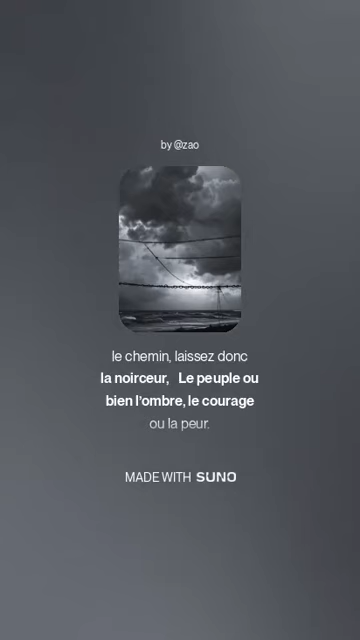 by @zao
le chemin, laissez donc
la noirceur, Le peuple ou
bien l'ombre, le courage
ou la peur.
MADE WITH SUNO